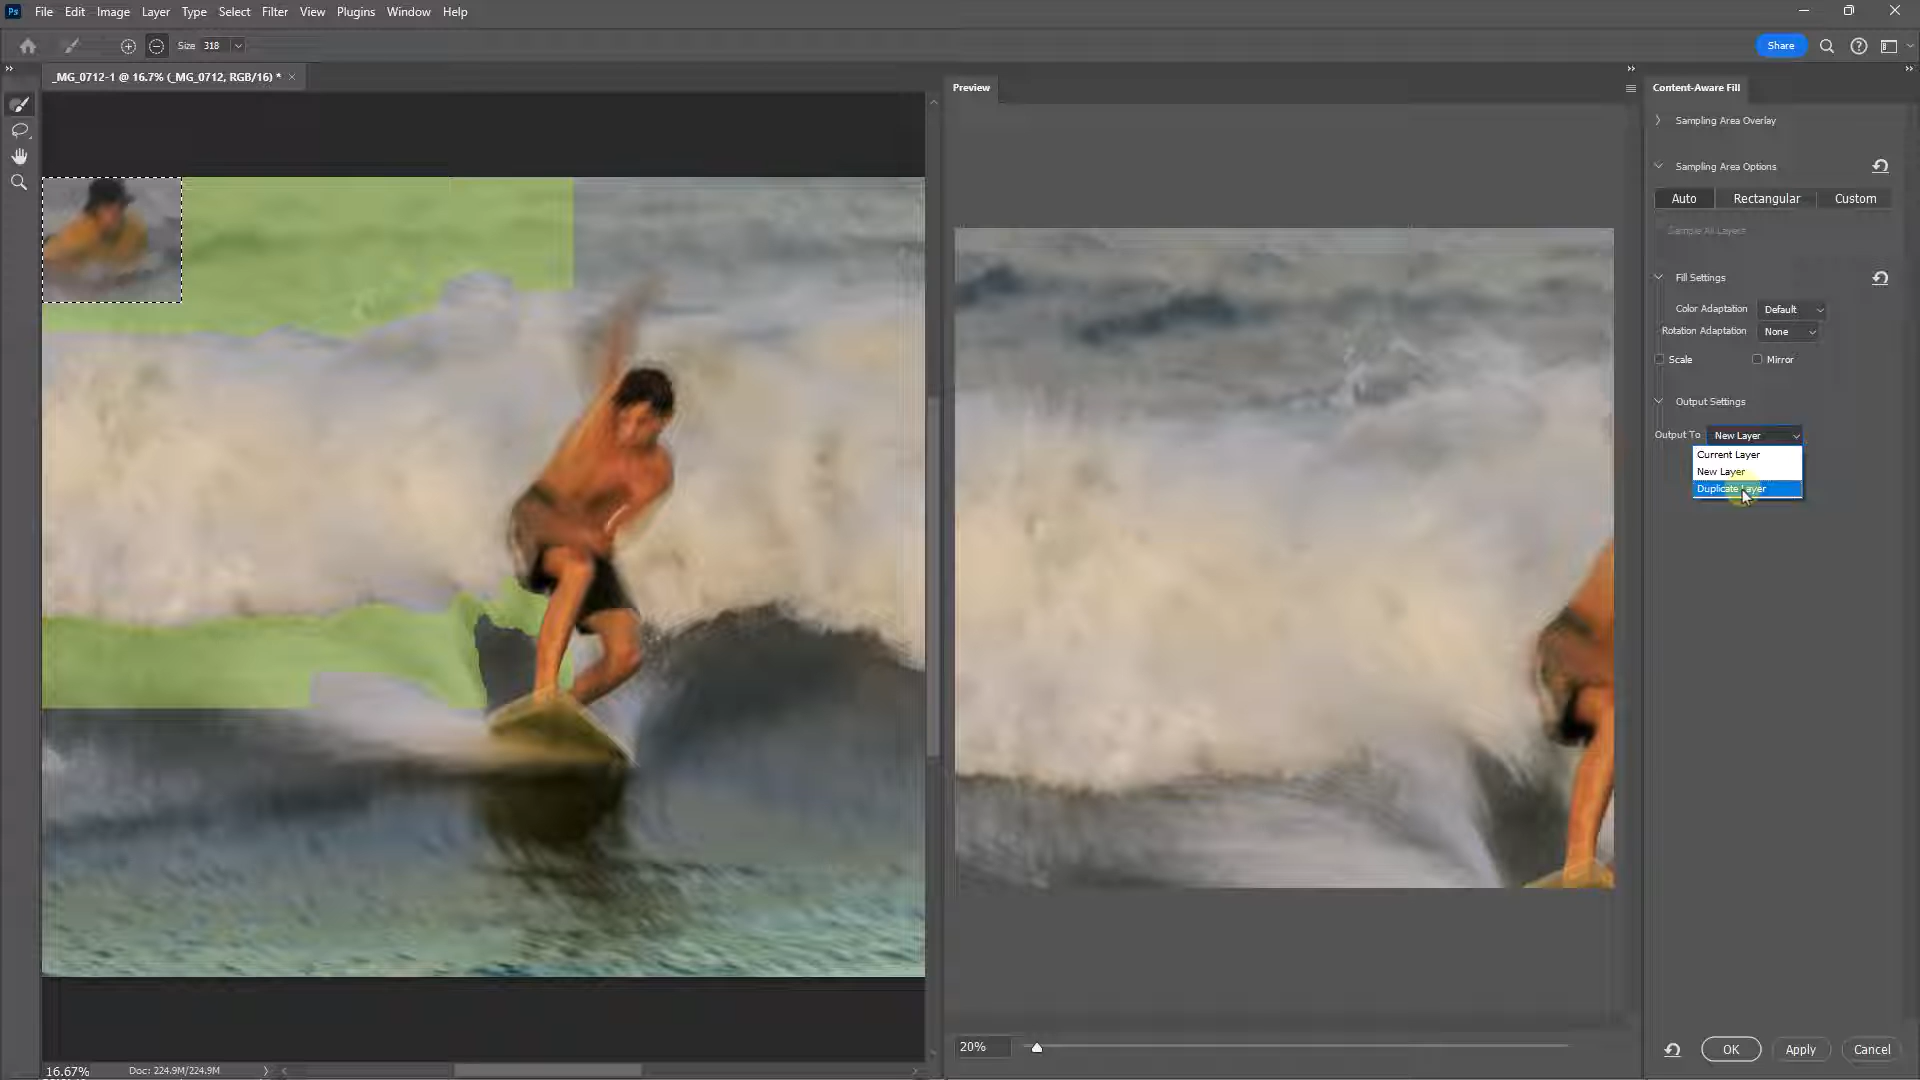 Ps File Edit Image Layer Type Select Filter View Plugins Window Help
Size 318
Share
_MG_0712-1 @ 16.7% (_MG_0712, RGB/16) *
Preview
Content-Aware Fill
Sampling Area Overlay
Sampling Area Options
Auto Rectangular Custom
Sample All Layers
Fill Settings
Color Adaptation Default
Rotation Adaptation None
Scale Mirror
Output Settings
Output To New Layer
Current Layer
New Layer
Duplicate Layer
20%
OK Apply Cancel
16.67% Doc: 224.9M/224.9M